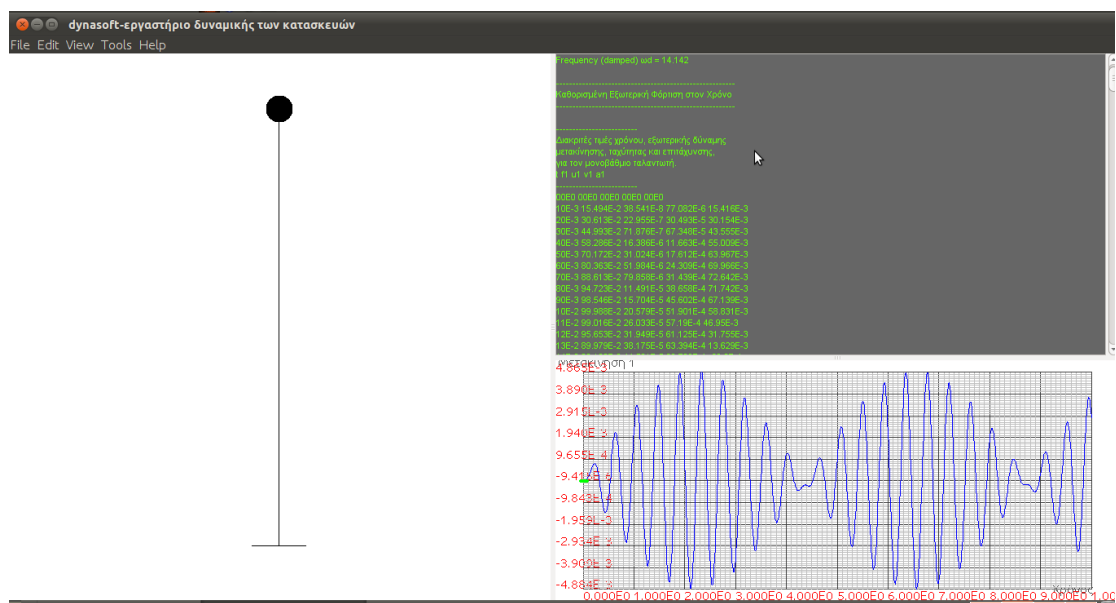 dynasoft-εργαστήριο δυναμικής των κατασκευών
File Edit View Tools Help
Frequency (damped) ωd = 14.142
--------------------------------------------------------
Καθορισμένη Εξωτερική Φόρτιση στον Χρόνο
--------------------------------------------------------
-------------------------
Διακριτές τιμές χρόνου, εξωτερικής δύναμης
μετακίνησης, ταχύτητας και επιτάχυνσης,
για τον μονοβάθμιο ταλαντωτή.
t f1 u1 v1 a1
-------------------------
00E0 00E0 00E0 00E0 00E0
10E-3 15.494E-2 38.541E-8 77.082E-6 15.416E-3
20E-3 30.613E-2 22.955E-7 30.493E-5 30.154E-3
30E-3 44.993E-2 71.876E-7 67.348E-5 43.555E-3
40E-3 58.286E-2 16.386E-6 11.663E-4 55.009E-3
50E-3 70.172E-2 31.024E-6 17.612E-4 63.967E-3
60E-3 80.363E-2 51.984E-6 24.309E-4 69.966E-3
70E-3 88.613E-2 79.858E-6 31.439E-4 72.642E-3
80E-3 94.723E-2 11.491E-5 38.658E-4 71.742E-3
90E-3 98.546E-2 15.704E-5 45.602E-4 67.139E-3
10E-2 99.988E-2 20.579E-5 51.901E-4 58.831E-3
11E-2 99.016E-2 26.033E-5 57.19E-4 46.95E-3
12E-2 95.653E-2 31.949E-5 61.125E-4 31.755E-3
13E-2 89.979E-2 38.175E-5 63.394E-4 13.629E-3
Μετακίνηση 1
4.865E-3
3.890E-3
2.915E-3
1.940E-3
9.655E-4
-9.843E-4
-1.959E-3
-2.934E-3
-3.909E-3
-4.884E-3
Χρόνος
0.000E0 1.000E0 2.000E0 3.000E0 4.000E0 5.000E0 6.000E0 7.000E0 8.000E0 9.000E0 1.00